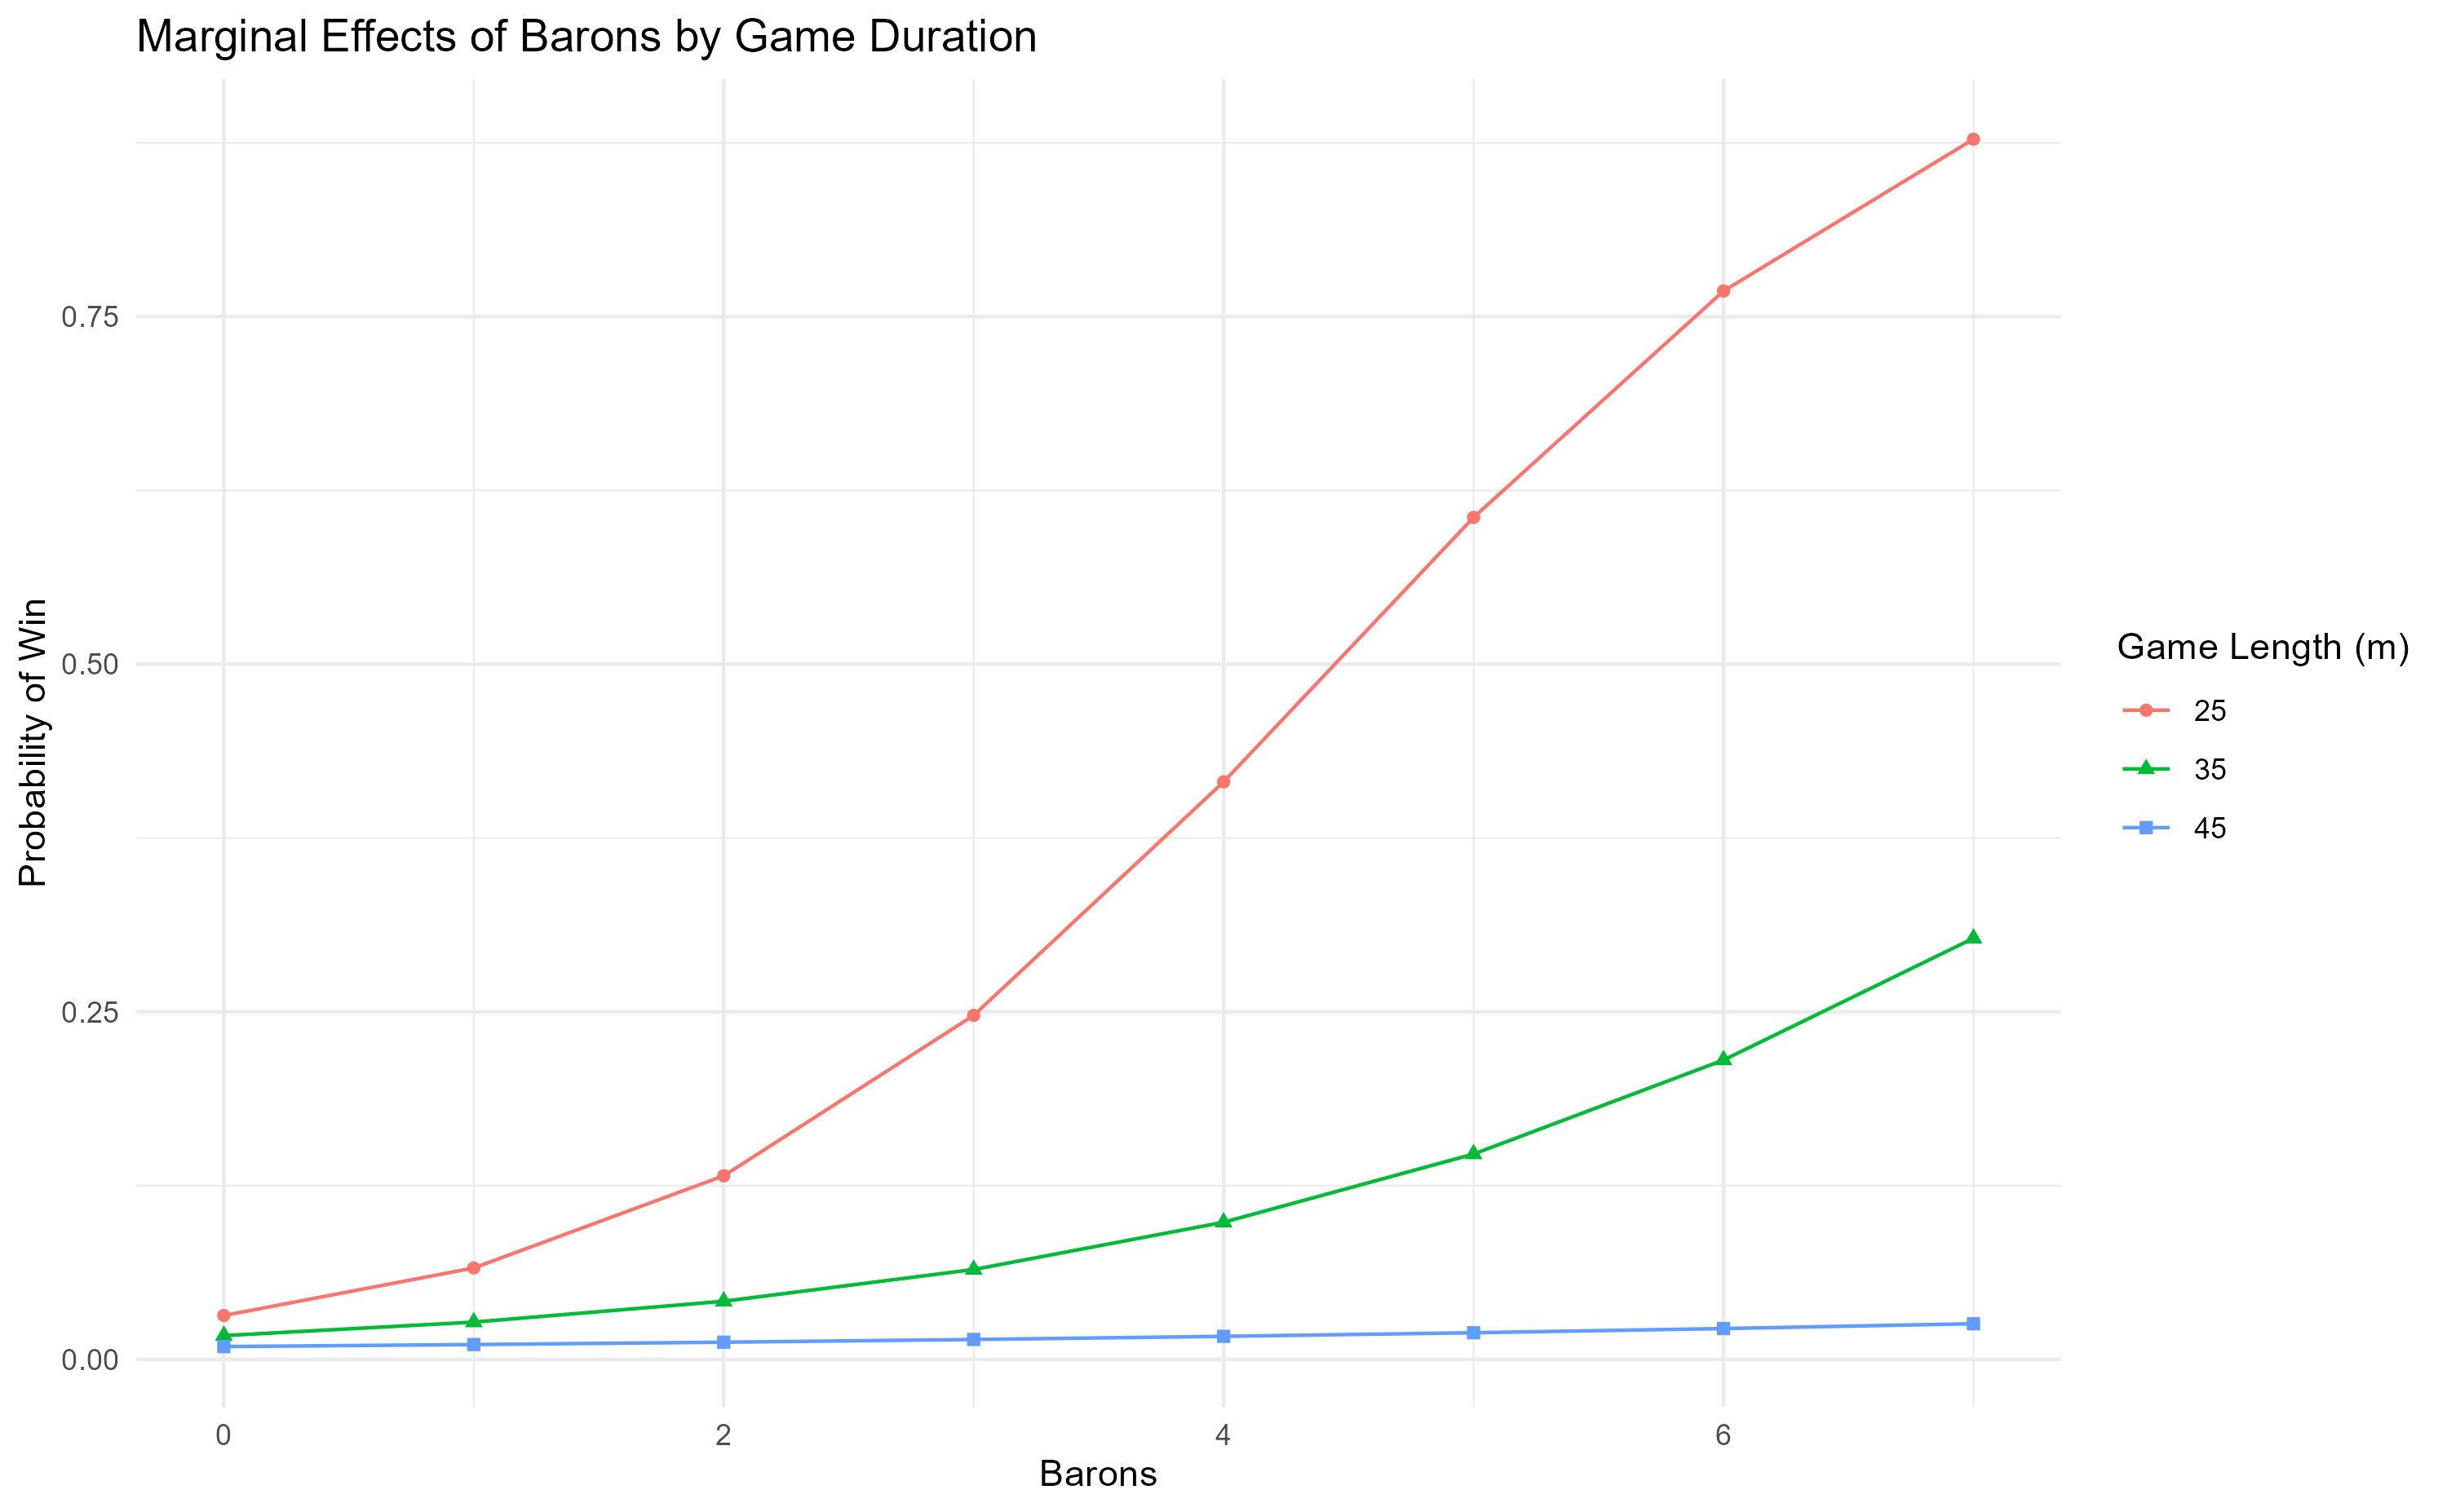 Marginal Effects of Barons by Game Duration
Probability of Win
0.75
0.50
0.25
0.00
0 2 4 6
Barons
Game Length (m)
25
35
45